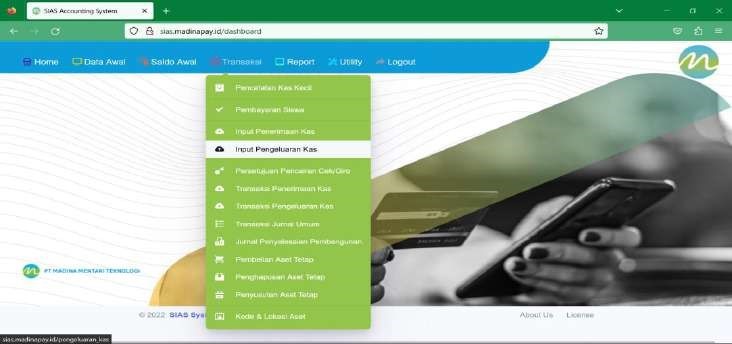 SIAS Accounting System
sias.madinapay.id/dashboard
Home Data Awal Saldo Awal Transaksi Report Utility Logout
Pencatatan Kas Kecil
Pembayaran Siswa
Input Penerimaan Kas
Input Pengeluaran Kas
Persetujuan Pencairan Cek/Giro
Transaksi Penerimaan Kas
Transaksi Pengeluaran Kas
Transaksi Jurnal Umum
Jurnal Penyelesaian Pembangunan
Pembelian Aset Tetap
Penghapusan Aset Tetap
Penyusutan Aset Tetap
Kode & Lokasi Aset
PT MADINA MENTARI TEKNOLOGI
© 2022 SIAS Sys
About Us License
sias.madinapay.id/pengeluaran_kas